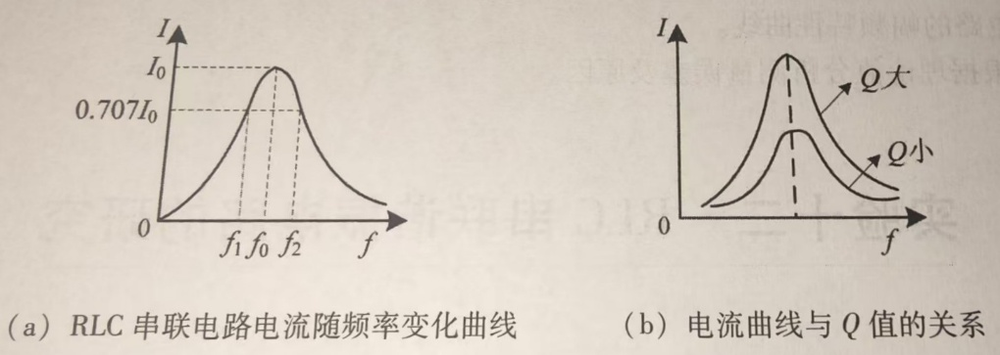 I
I₀
0.707I₀
0
f₁ f₀ f₂
f
(a) RLC 串联电路电流随频率变化曲线
I
Q大
Q小
0
f
(b) 电流曲线与 Q 值的关系